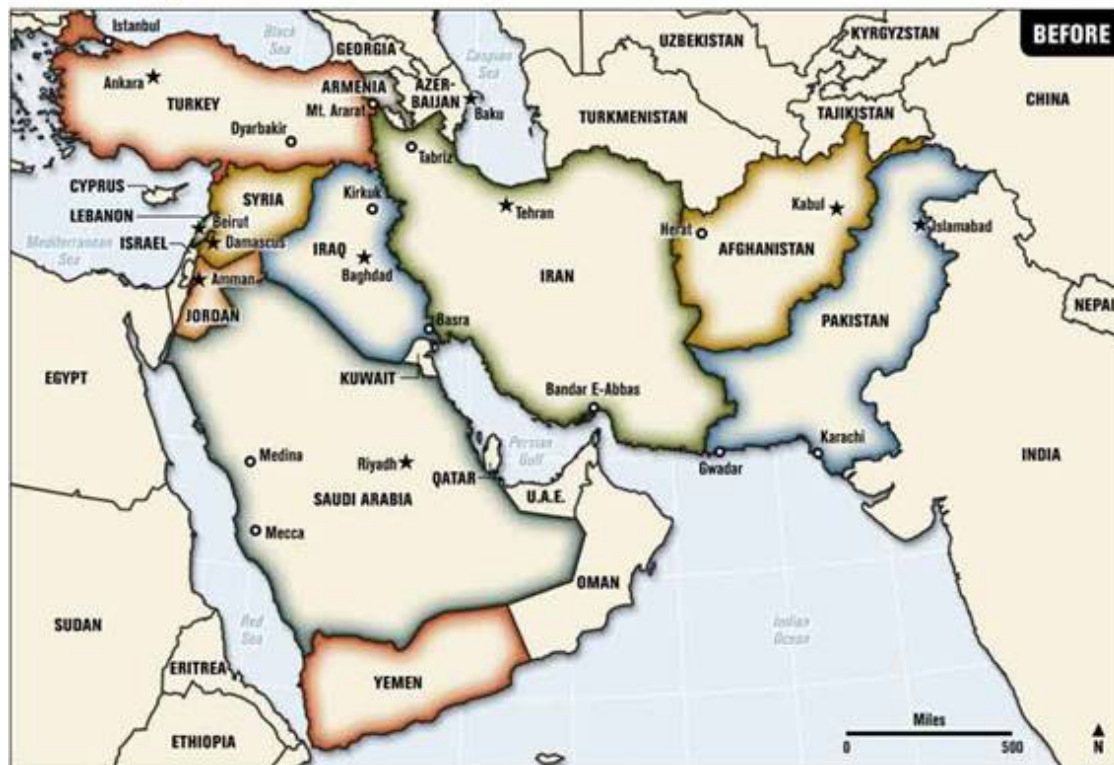 BEFORE
Istanbul
Black
Sea
GEORGIA
Caspian
Sea
UZBEKISTAN
KYRGYZSTAN
Ankara
TURKEY
ARMENIA
Mt. Ararat
AZER-
BAIJAN
Baku
TURKMENISTAN
TAJIKISTAN
CHINA
Dyarbakir
Tabriz
CYPRUS
SYRIA
Kirkuk
Tehran
Kabul
Herat
AFGHANISTAN
Islamabad
LEBANON
Beirut
Mediterranean
Sea
ISRAEL
Damascus
IRAQ
Baghdad
IRAN
Amman
JORDAN
Basra
PAKISTAN
NEPAL
EGYPT
KUWAIT
Bandar E-Abbas
Persian
Gulf
Medina
Riyadh
QATAR
U.A.E.
Gwadar
Karachi
INDIA
SAUDI ARABIA
Mecca
OMAN
SUDAN
Red
Sea
Indian
Ocean
ERITREA
YEMEN
ETHIOPIA
Miles
0
500
N